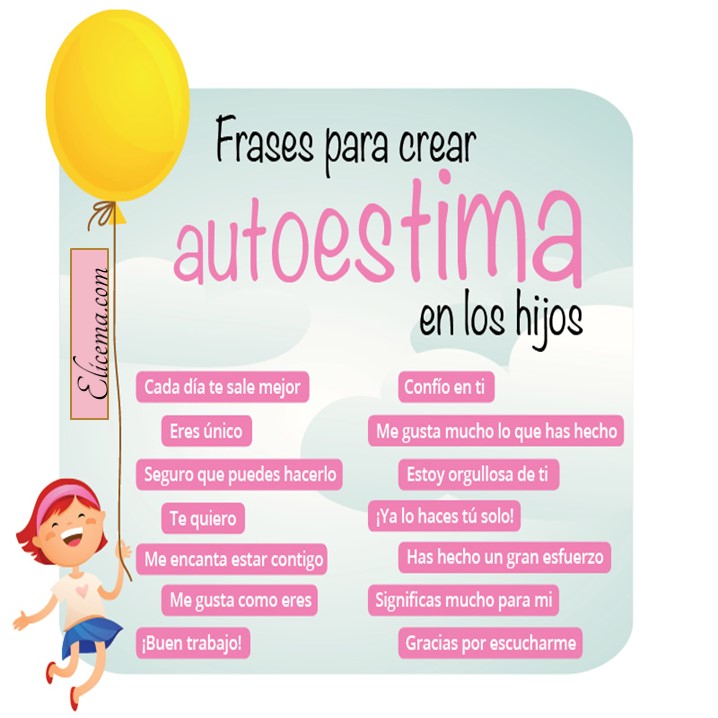 Frases para crear
autoestima
en los hijos
Elicema.com
Cada día te sale mejor
Eres único
Seguro que puedes hacerlo
Te quiero
Me encanta estar contigo
Me gusta como eres
¡Buen trabajo!
Confío en ti
Me gusta mucho lo que has hecho
Estoy orgullosa de ti
¡Ya lo haces tú solo!
Has hecho un gran esfuerzo
Significas mucho para mi
Gracias por escucharme